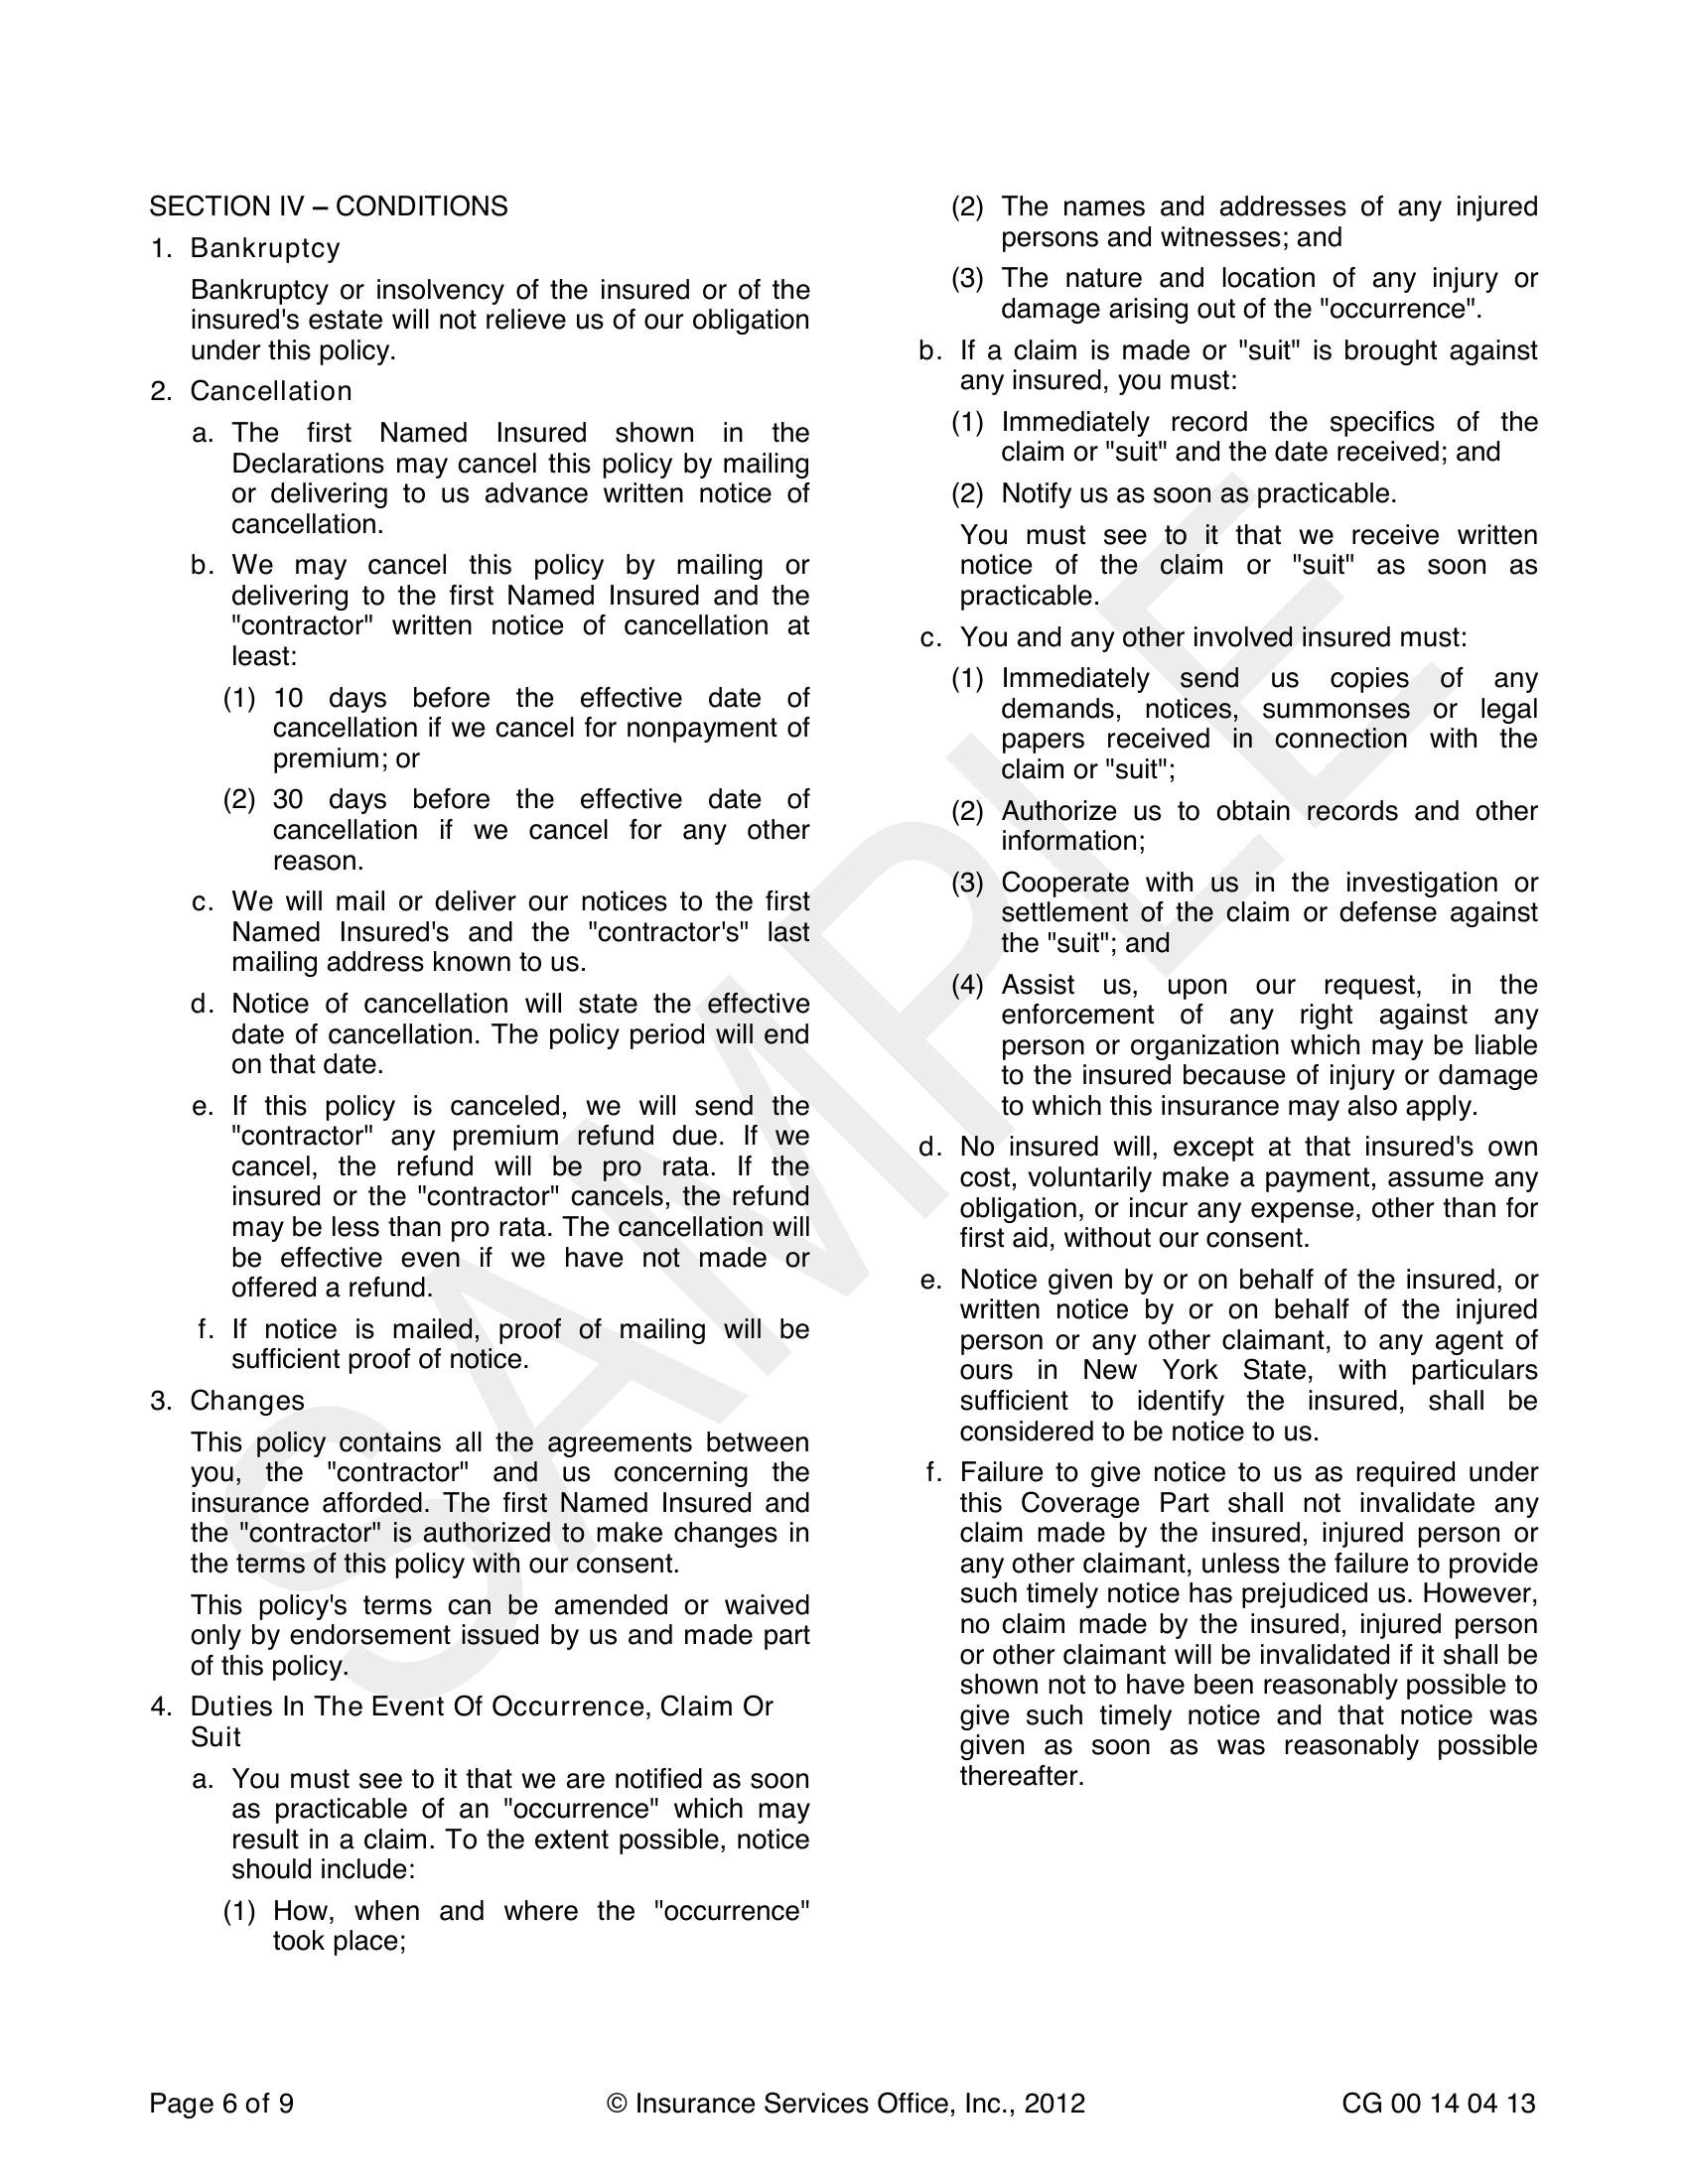 SECTION IV – CONDITIONS
1. Bankruptcy
Bankruptcy or insolvency of the insured or of the
insured's estate will not relieve us of our obligation
under this policy.
2. Cancellation
a. The first Named Insured shown in the
Declarations may cancel this policy by mailing
or delivering to us advance written notice of
cancellation.
b. We may cancel this policy by mailing or
delivering to the first Named Insured and the
"contractor" written notice of cancellation at
least:
(1) 10 days before the effective date of
cancellation if we cancel for nonpayment of
premium; or
(2) 30 days before the effective date of
cancellation if we cancel for any other
reason.
c. We will mail or deliver our notices to the first
Named Insured's and the "contractor's" last
mailing address known to us.
d. Notice of cancellation will state the effective
date of cancellation. The policy period will end
on that date.
e. If this policy is canceled, we will send the
"contractor" any premium refund due. If we
cancel, the refund will be pro rata. If the
insured or the "contractor" cancels, the refund
may be less than pro rata. The cancellation will
be effective even if we have not made or
offered a refund.
f. If notice is mailed, proof of mailing will be
sufficient proof of notice.
3. Changes
This policy contains all the agreements between
you, the "contractor" and us concerning the
insurance afforded. The first Named Insured and
the "contractor" is authorized to make changes in
the terms of this policy with our consent.
This policy's terms can be amended or waived
only by endorsement issued by us and made part
of this policy.
4. Duties In The Event Of Occurrence, Claim Or
Suit
a. You must see to it that we are notified as soon
as practicable of an "occurrence" which may
result in a claim. To the extent possible, notice
should include:
(1) How, when and where the "occurrence"
took place;
(2) The names and addresses of any injured
persons and witnesses; and
(3) The nature and location of any injury or
damage arising out of the "occurrence".
b. If a claim is made or "suit" is brought against
any insured, you must:
(1) Immediately record the specifics of the
claim or "suit" and the date received; and
(2) Notify us as soon as practicable.
You must see to it that we receive written
notice of the claim or "suit" as soon as
practicable.
c. You and any other involved insured must:
(1) Immediately send us copies of any
demands, notices, summonses or legal
papers received in connection with the
claim or "suit";
(2) Authorize us to obtain records and other
information;
(3) Cooperate with us in the investigation or
settlement of the claim or defense against
the "suit"; and
(4) Assist us, upon our request, in the
enforcement of any right against any
person or organization which may be liable
to the insured because of injury or damage
to which this insurance may also apply.
d. No insured will, except at that insured's own
cost, voluntarily make a payment, assume any
obligation, or incur any expense, other than for
first aid, without our consent.
e. Notice given by or on behalf of the insured, or
written notice by or on behalf of the injured
person or any other claimant, to any agent of
ours in New York State, with particulars
sufficient to identify the insured, shall be
considered to be notice to us.
f. Failure to give notice to us as required under
this Coverage Part shall not invalidate any
claim made by the insured, injured person or
any other claimant, unless the failure to provide
such timely notice has prejudiced us. However,
no claim made by the insured, injured person
or other claimant will be invalidated if it shall be
shown not to have been reasonably possible to
give such timely notice and that notice was
given as soon as was reasonably possible
thereafter.
SAMPLE
Page 6 of 9 © Insurance Services Office, Inc., 2012 CG 00 14 04 13